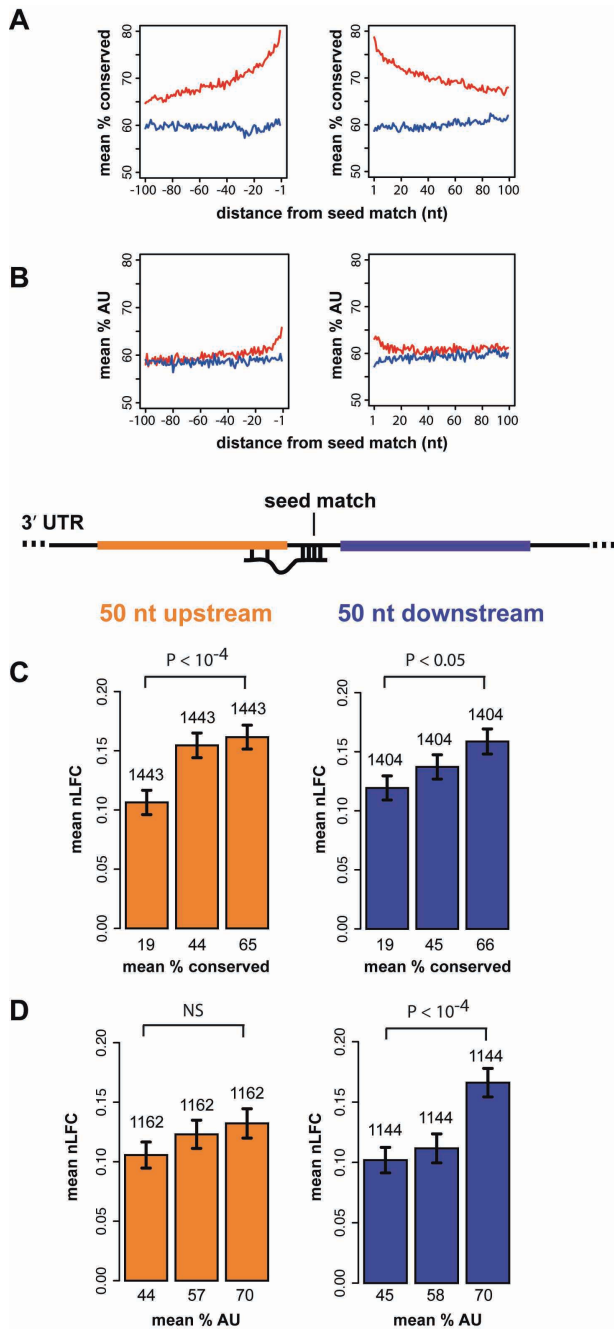 A
mean % conserved
80
70
60
50
-100 -60 -40 -20 -1
80
70
60
50
1 20 40 60 80 100
mean % conserved
distance from seed match (nt)
B
mean % AU
80
70
60
50
-100 -60 -40 -20 -1
mean % AU
80
70
60
50
1 20 40 60 80 100
distance from seed match (nt)
distance from seed match (nt)
seed match
3′ UTR
50 nt upstream
50 nt downstream
C
P < 10-4
mean nLFC
0.20
0.15
0.10
0.05
0.00
1443 1443 1443
19 44 65
mean % conserved
P < 0.05
mean nLFC
0.20
0.15
0.10
0.05
0.00
1404 1404 1404
19 45 66
mean % conserved
D
NS
mean nLFC
0.20
0.15
0.10
0.05
0.00
1162 1162 1162
44 57 70
mean % AU
P < 10-4
mean nLFC
0.20
0.15
0.10
0.05
0.00
1144 1144 1144
45 58 70
mean % AU